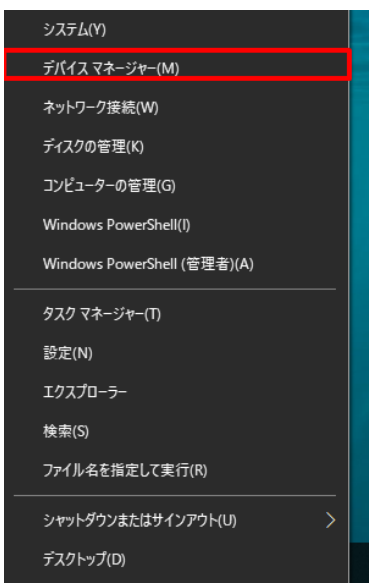 システム(Y)
デバイス マネージャー(M)
ネットワーク接続(W)
ディスクの管理(K)
コンピューターの管理(G)
Windows PowerShell(I)
Windows PowerShell (管理者)(A)
タスク マネージャー(T)
設定(N)
エクスプローラー
検索(S)
ファイル名を指定して実行(R)
シャットダウンまたはサインアウト(U)
デスクトップ(D)